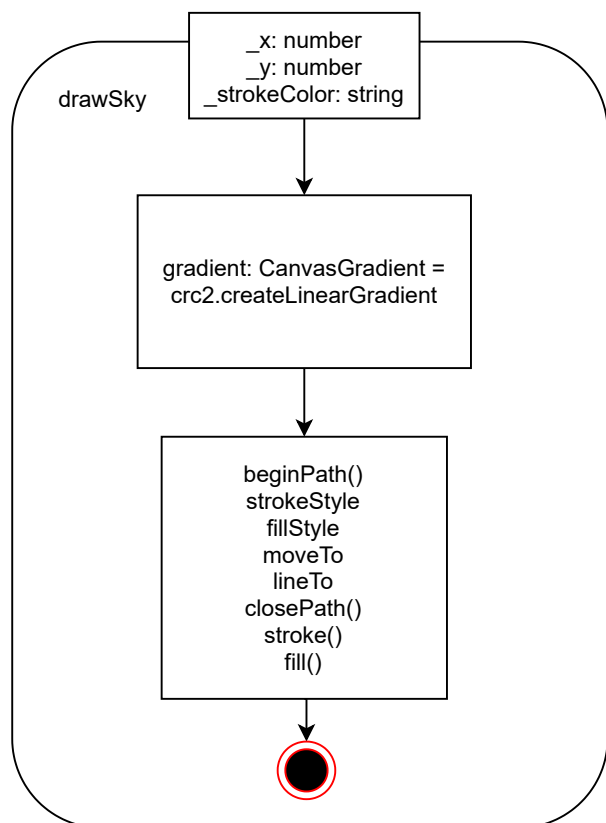 _x: number
_y: number
_strokeColor: string
drawSky
gradient: CanvasGradient =
crc2.createLinearGradient
beginPath()
strokeStyle
fillStyle
moveTo
lineTo
closePath()
stroke()
fill()